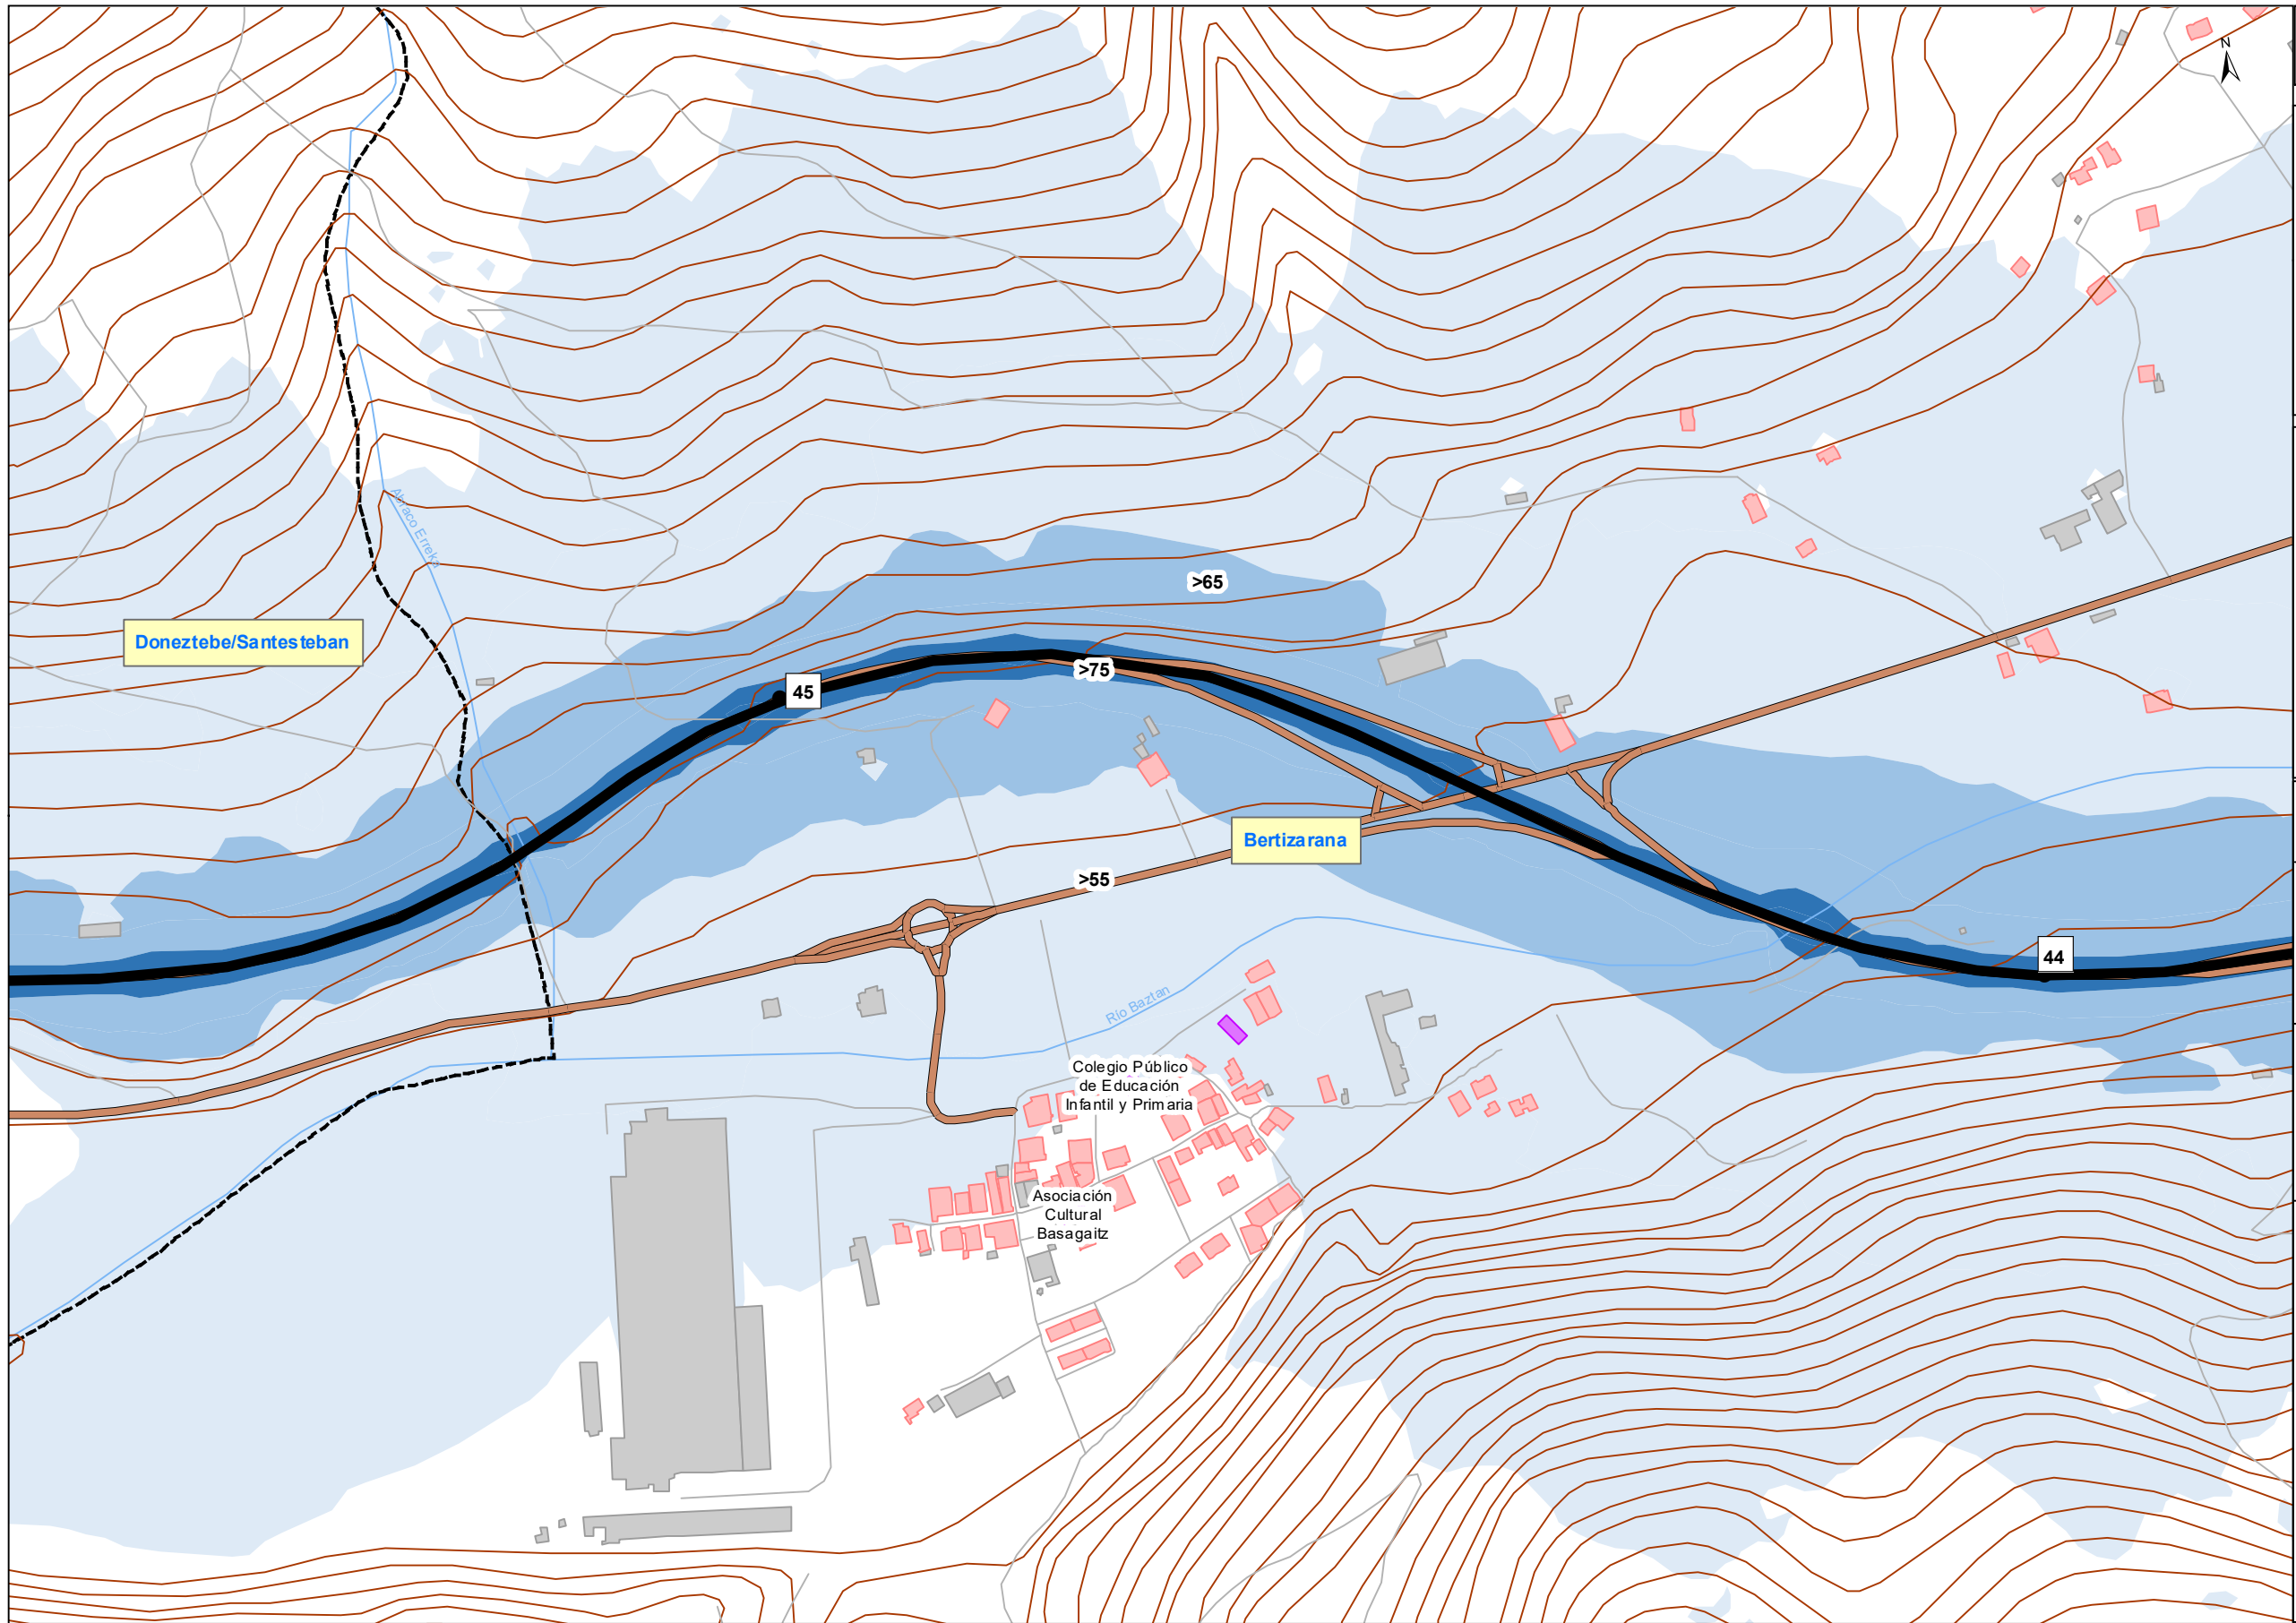 N
Abraco Erreka
>65
Doneztebe/Santesteban
>75
45
Bertizarana
>55
44
Río Baztan
Colegio Público
de Educación
Infantil y Primaria
Asociación
Cultural
Basagaitz